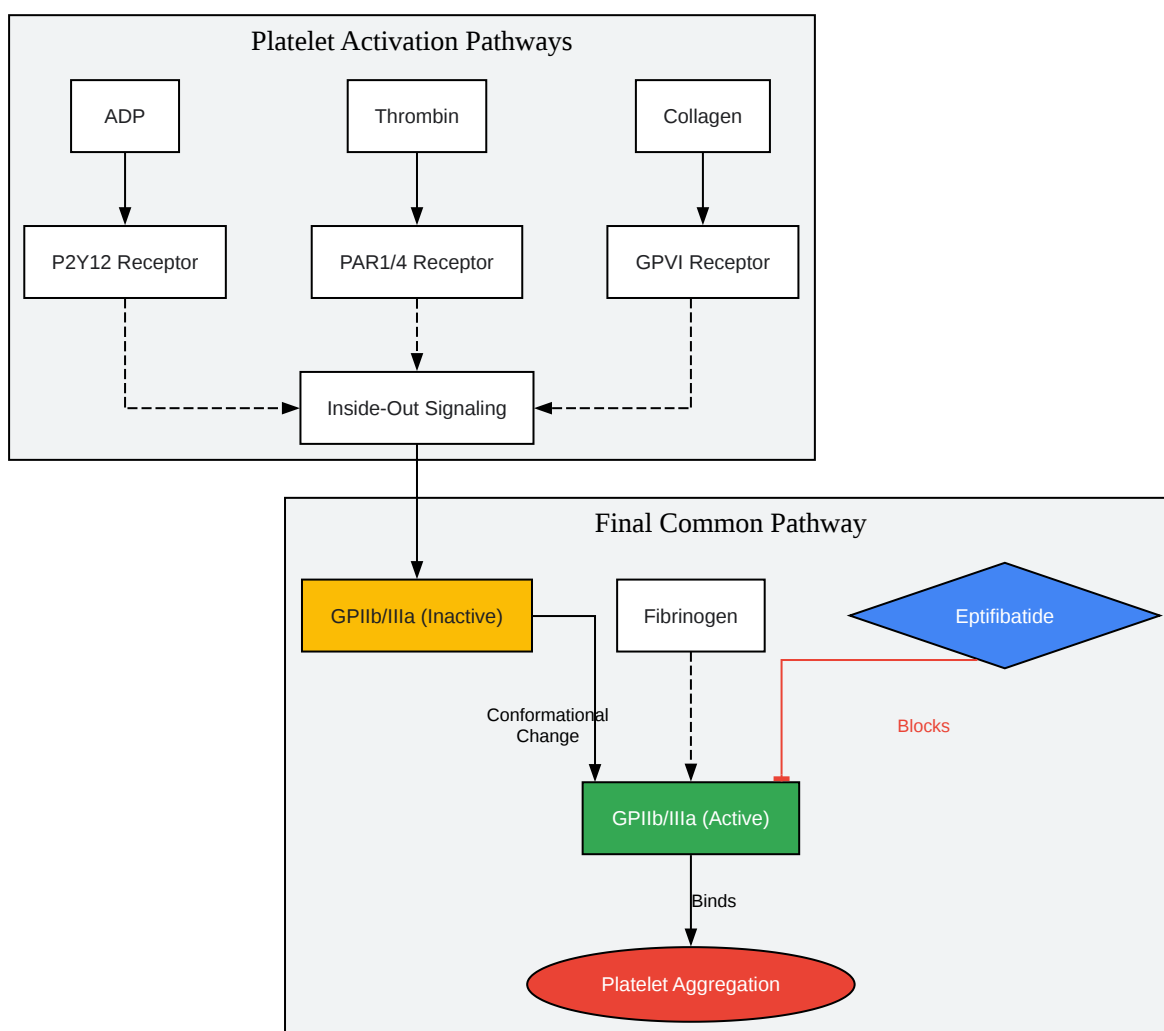 Platelet Activation Pathways
ADP
Thrombin
Collagen
P2Y12 Receptor
PAR1/4 Receptor
GPVI Receptor
Inside-Out Signaling
Final Common Pathway
GPIIb/IIIa (Inactive)
Fibrinogen
Eptifibatide
Conformational
Change
Blocks
GPIIb/IIIa (Active)
Binds
Platelet Aggregation